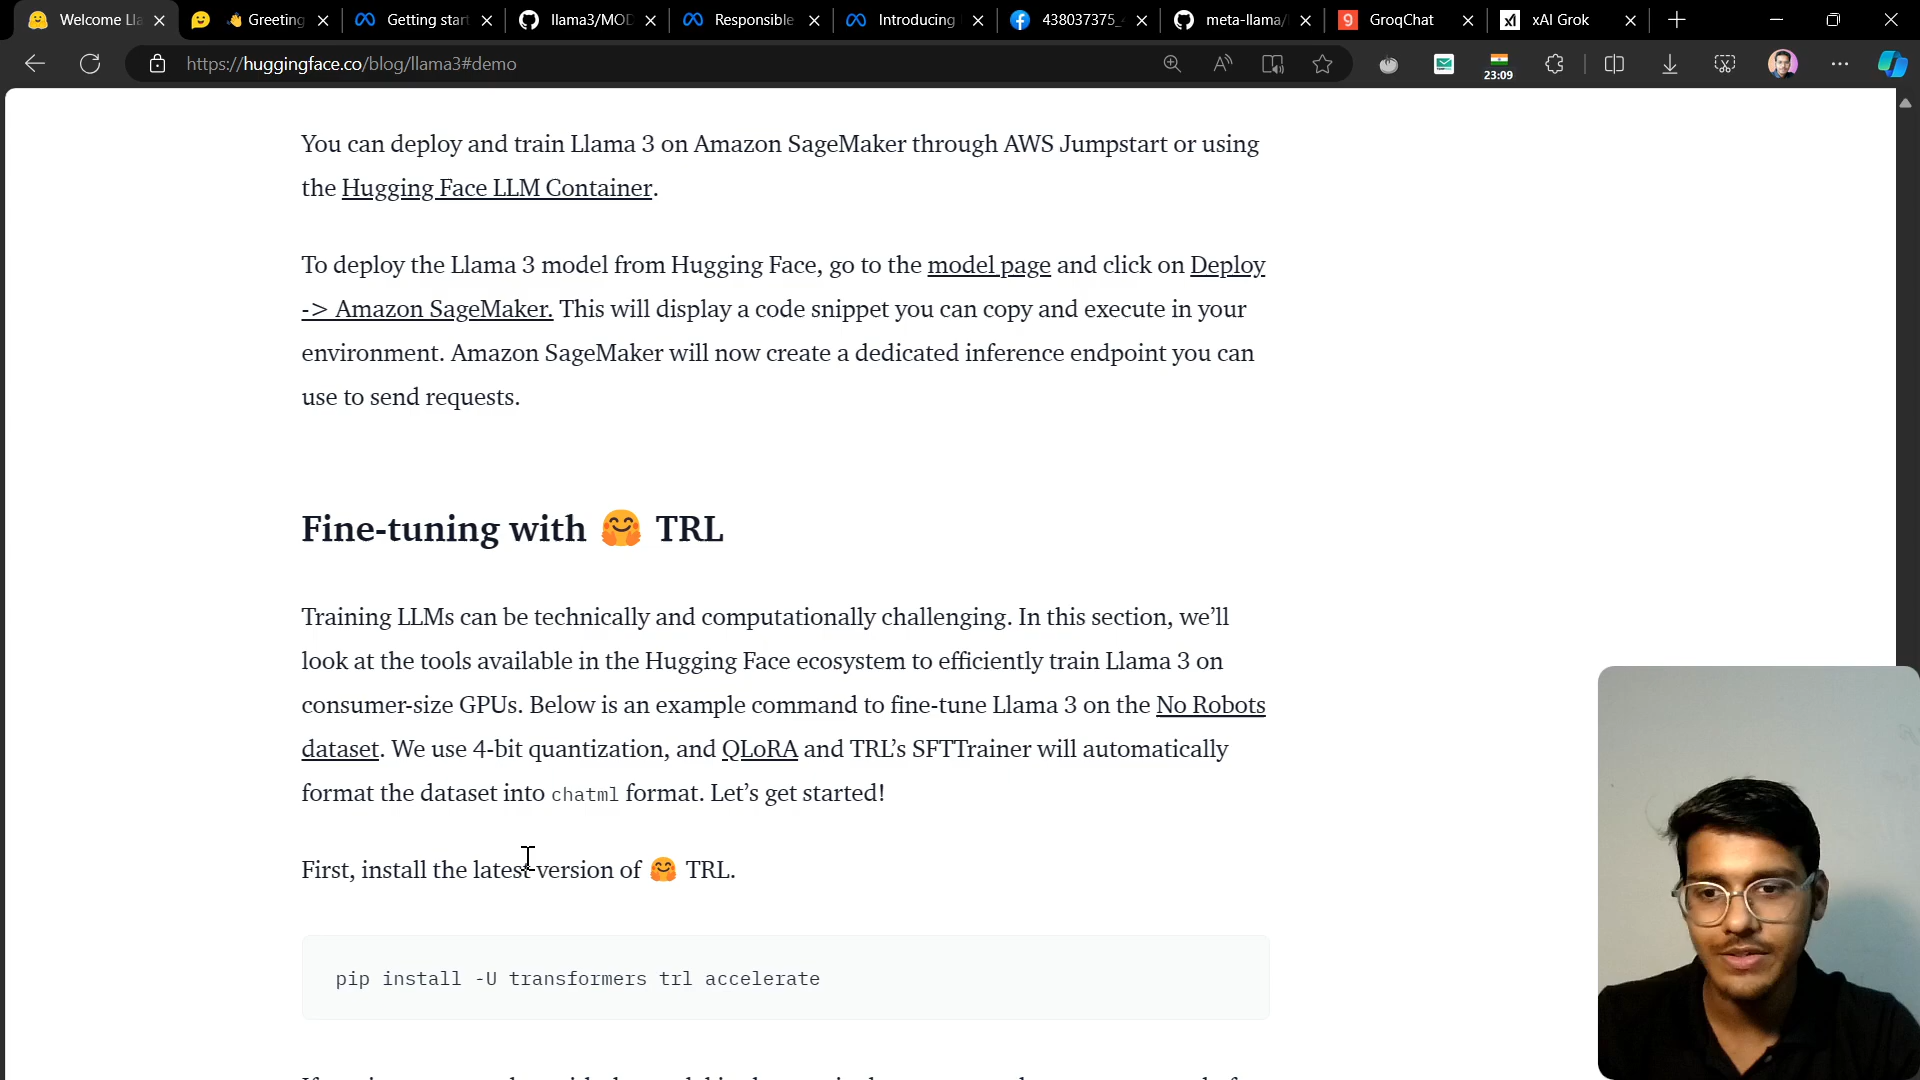 Welcome Lla
Greeting
Getting star
llama3/MOD
Responsible
Introducing
438037375_
meta-llama/
GroqChat
xAI Grok
https://huggingface.co/blog/llama3#demo
23:09
You can deploy and train Llama 3 on Amazon SageMaker through AWS Jumpstart or using
the Hugging Face LLM Container.
To deploy the Llama 3 model from Hugging Face, go to the model page and click on Deploy
-> Amazon SageMaker. This will display a code snippet you can copy and execute in your
environment. Amazon SageMaker will now create a dedicated inference endpoint you can
use to send requests.
Fine-tuning with 🤗 TRL
Training LLMs can be technically and computationally challenging. In this section, we’ll
look at the tools available in the Hugging Face ecosystem to efficiently train Llama 3 on
consumer-size GPUs. Below is an example command to fine-tune Llama 3 on the No Robots
dataset. We use 4-bit quantization, and QLoRA and TRL’s SFTTrainer will automatically
format the dataset into chatml format. Let’s get started!
First, install the latest version of 🤗 TRL.
pip install -U transformers trl accelerate